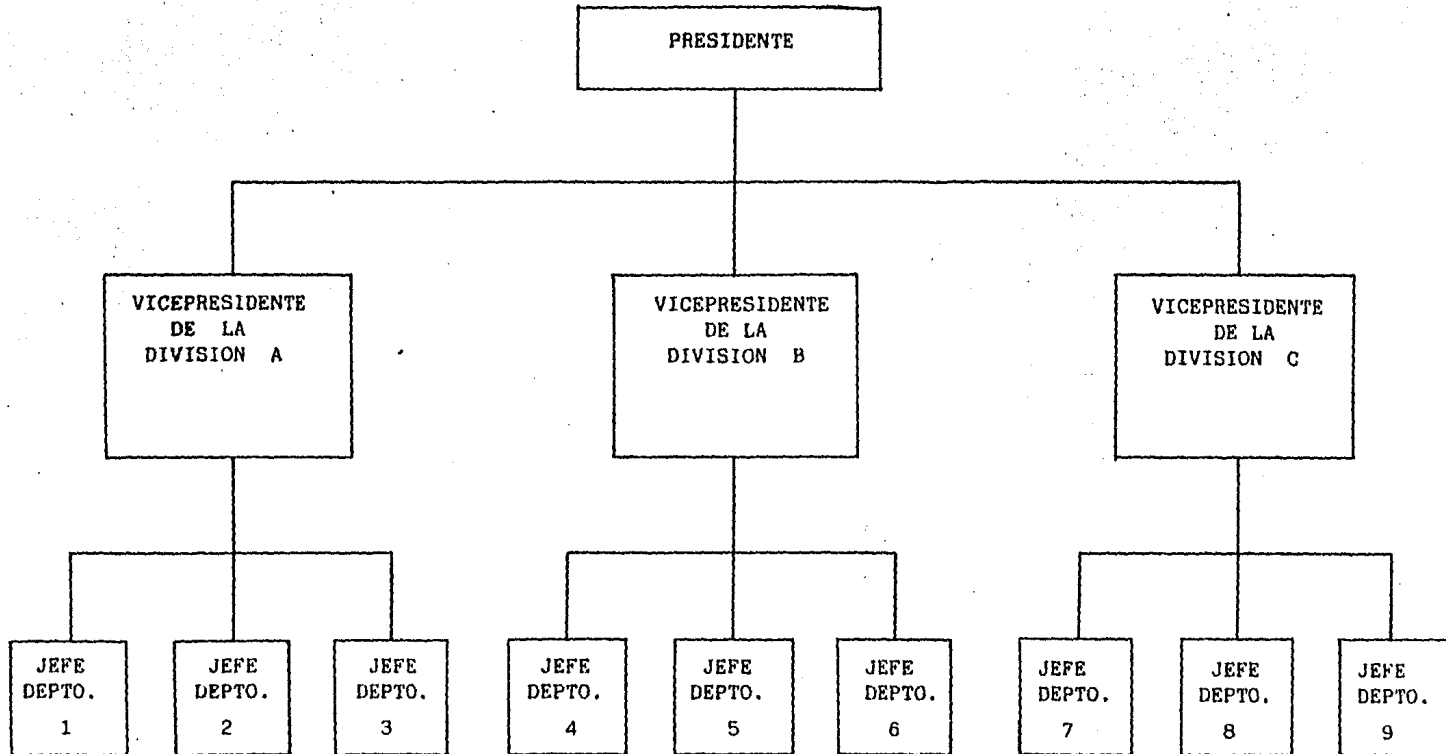 PRESIDENTE
VICEPRESIDENTE
DE LA
DIVISION A
VICEPRESIDENTE
DE LA
DIVISION B
VICEPRESIDENTE
DE LA
DIVISION C
JEFE
DEPTO.
1
JEFE
DEPTO.
2
JEFE
DEPTO.
3
JEFE
DEPTO.
4
JEFE
DEPTO.
5
JEFE
DEPTO.
6
JEFE
DEPTO.
7
JEFE
DEPTO.
8
JEFE
DEPTO.
9